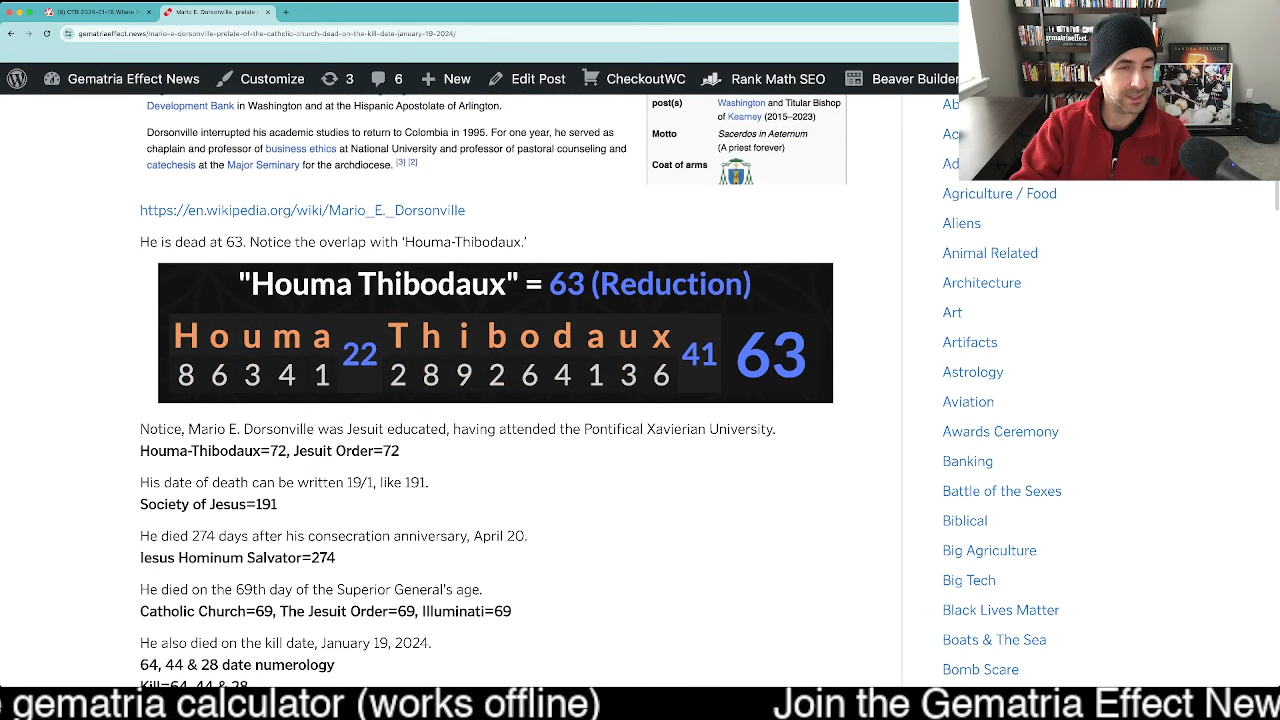 (9) CTB 2024-01-18 Where
Mario E. Dorsonville, prelate
gematriaeffect.news/mario-e-dorsonville-prelate-of-the-catholic-church-dead-on-the-kill-date-january-19-2024/
Gematria Effect News Customize 3 6 New Edit Post CheckoutWC Rank Math SEO Beaver Builder
Development Bank in Washington and at the Hispanic Apostolate of Arlington.
Dorsonville interrupted his academic studies to return to Colombia in 1995. For one year, he served as
chaplain and professor of business ethics at National University and professor of pastoral counseling and
catechesis at the Major Seminary for the archdiocese. [3] [2]
post(s) Washington and Titular Bishop
of Kearney (2015–2023)
Motto Sacerdos in Aeternum
(A priest forever)
Coat of arms
https://en.wikipedia.org/wiki/Mario_E._Dorsonville
He is dead at 63. Notice the overlap with ‘Houma-Thibodaux.’
"Houma Thibodaux" = 63 (Reduction)
H o u m a 22 T h i b o d a u x 41 63
8 6 3 4 1 2 8 9 2 6 4 1 3 6
Notice, Mario E. Dorsonville was Jesuit educated, having attended the Pontifical Xavierian University.
Houma-Thibodaux=72, Jesuit Order=72
His date of death can be written 19/1, like 191.
Society of Jesus=191
He died 274 days after his consecration anniversary, April 20.
Iesus Hominum Salvator=274
He died on the 69th day of the Superior General's age.
Catholic Church=69, The Jesuit Order=69, Illuminati=69
He also died on the kill date, January 19, 2024.
64, 44 & 28 date numerology
Kill=64, 44 & 28
Ab
Ac
Ad
Agriculture / Food
Aliens
Animal Related
Architecture
Art
Artifacts
Astrology
Aviation
Awards Ceremony
Banking
Battle of the Sexes
Biblical
Big Agriculture
Big Tech
Black Lives Matter
Boats & The Sea
Bomb Scare
gematriaeffect.
SANDRA BULLOCK
e gematria calculator (works offline) Join the Gematria Effect New